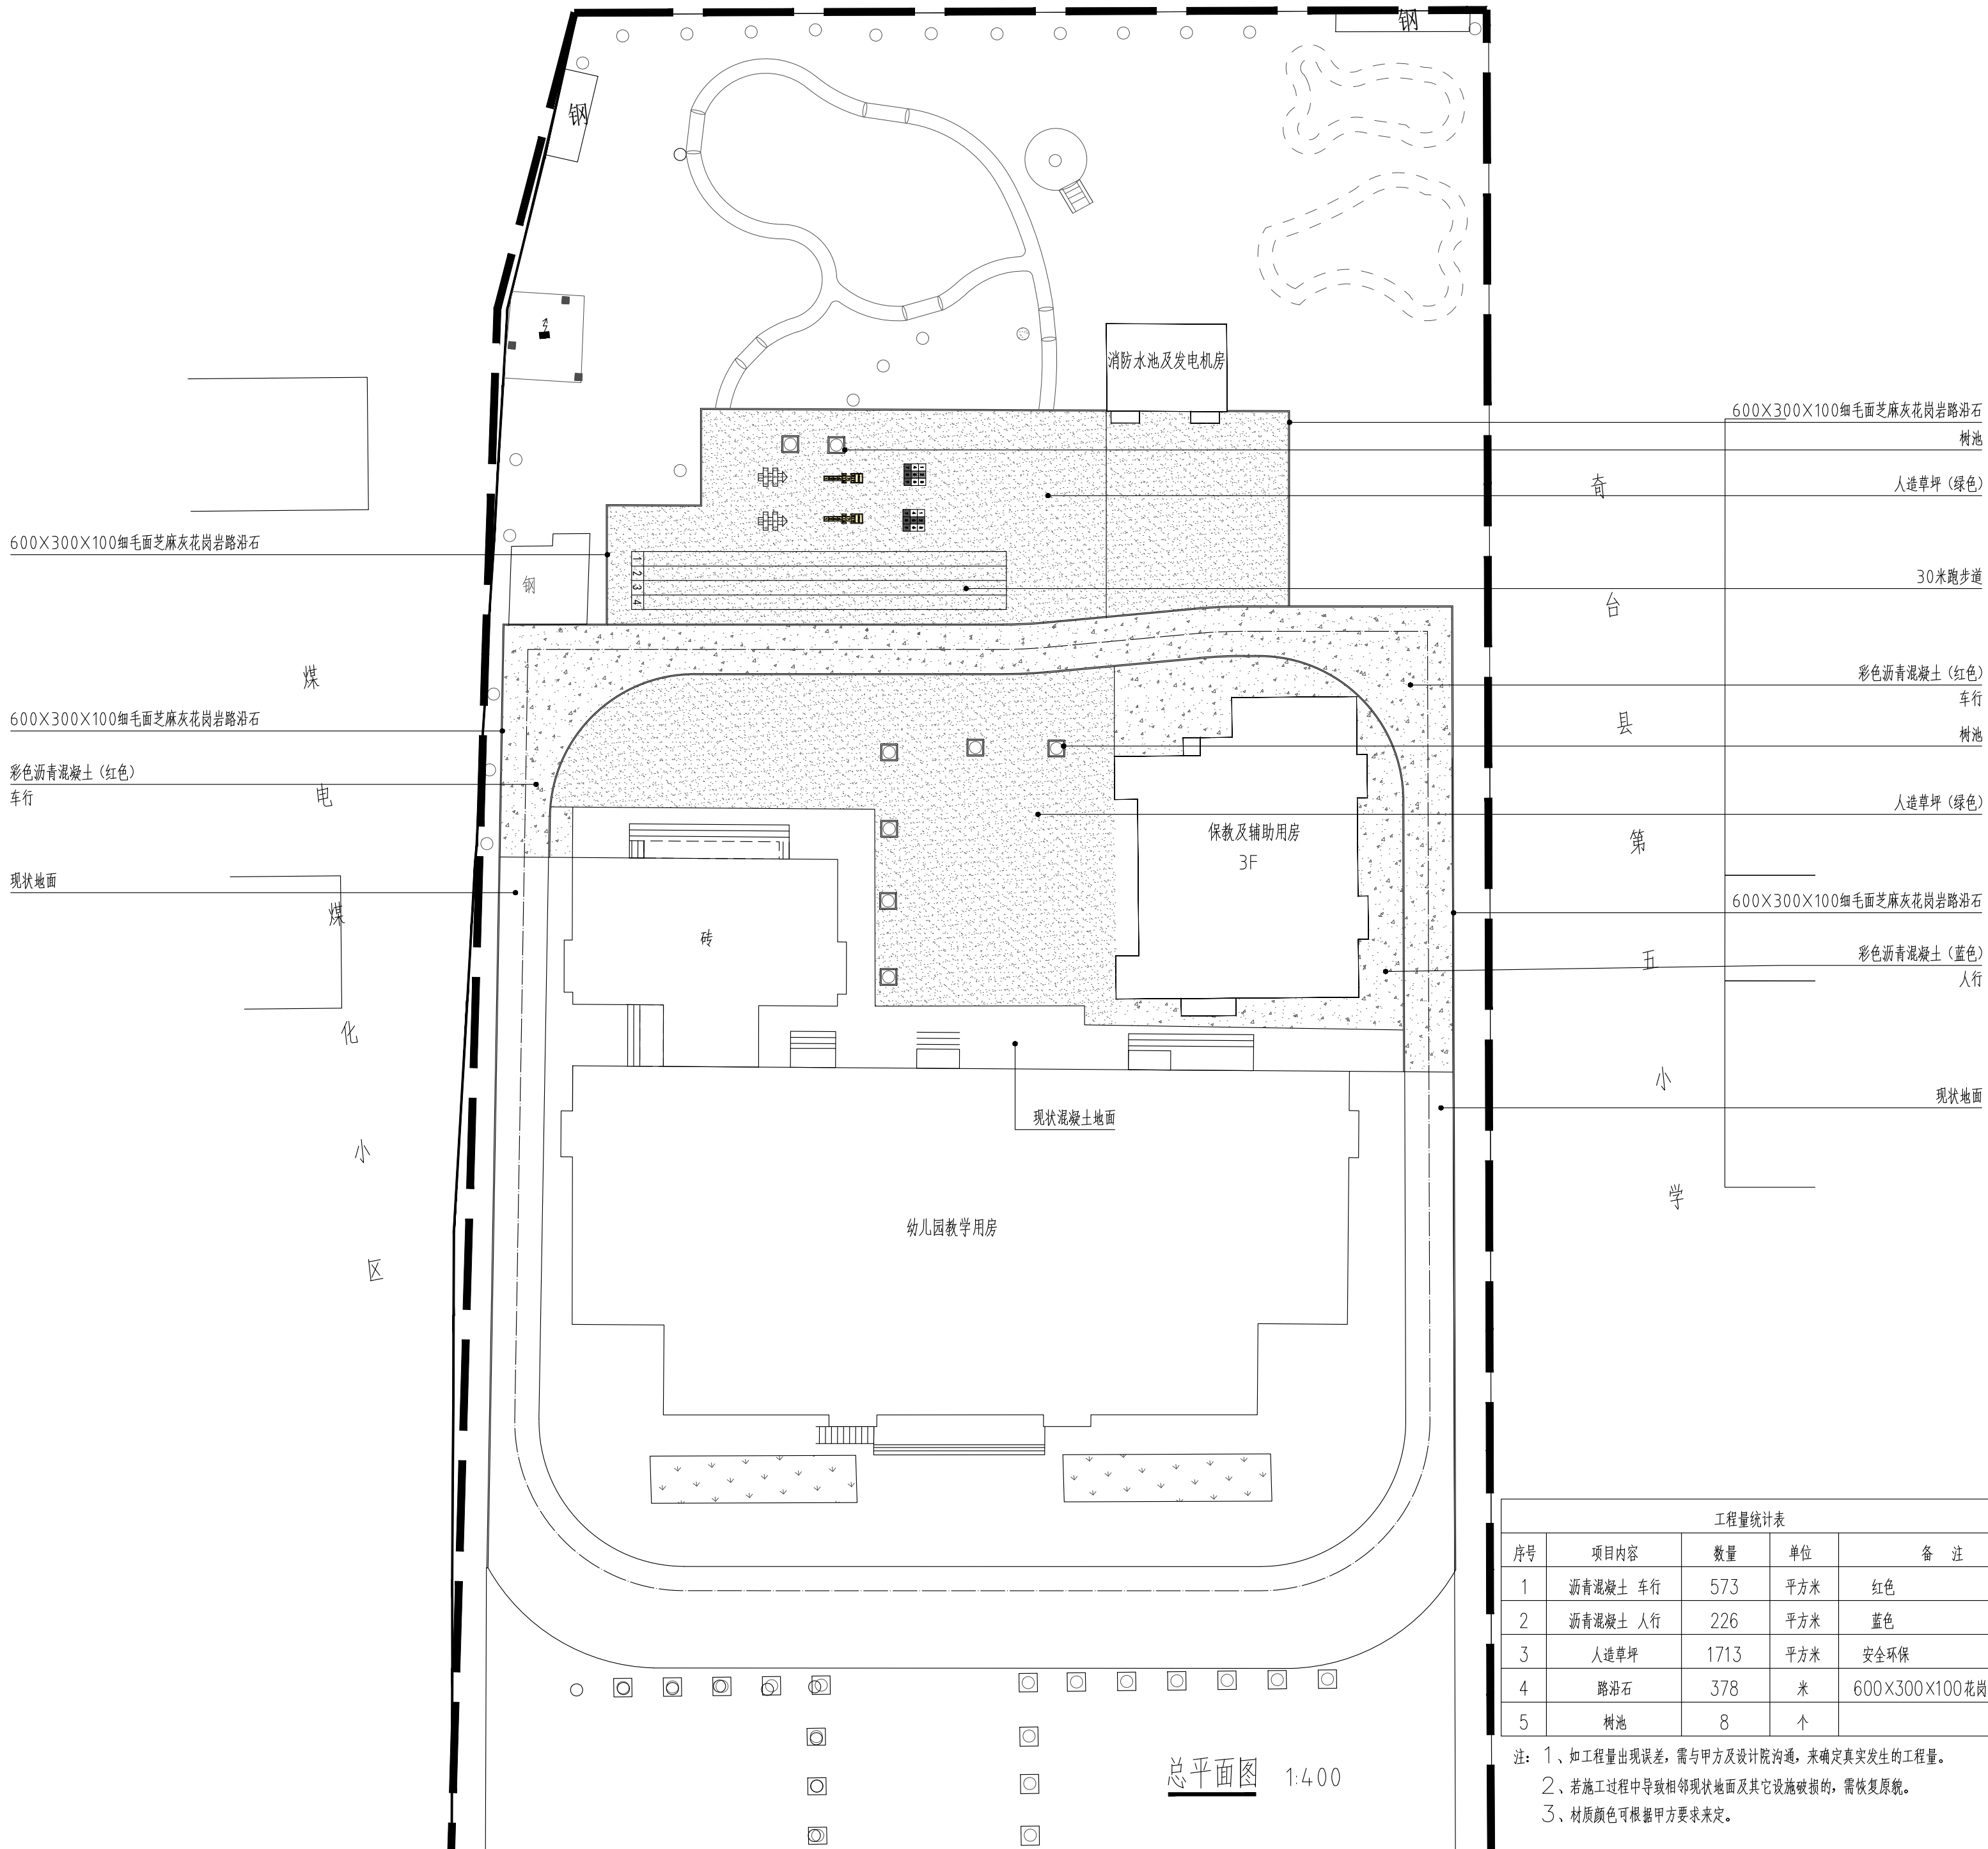 钢
钢
消防水池及发电机房
600X300X100细毛面芝麻灰花岗岩路沿石
树池
人造草坪（绿色）
600X300X100细毛面芝麻灰花岗岩路沿石
钢
1
2
3
4
30米跑步道
彩色沥青混凝土（红色）
车行
600X300X100细毛面芝麻灰花岗岩路沿石
树池
彩色沥青混凝土（红色）
车行
人造草坪（绿色）
保教及辅助用房
3F
现状地面
600X300X100细毛面芝麻灰花岗岩路沿石
砖
彩色沥青混凝土（蓝色）
人行
现状地面
现状混凝土地面
幼儿园教学用房
煤
电
煤
化
小
区
奇
台
县
第
五
小
学
工程量统计表
序号 项目内容 数量 单位 备 注
1 沥青混凝土 车行 573 平方米 红色
2 沥青混凝土 人行 226 平方米 蓝色
3 人造草坪 1713 平方米 安全环保
4 路沿石 378 米 600X300X100花岗
5 树池 8 个
注：1、如工程量出现误差，需与甲方及设计院沟通，来确定真实发生的工程量。
2、若施工过程中导致相邻现状地面及其它设施破损的，需恢复原貌。
3、材质颜色可根据甲方要求来定。
总平面图 1:400